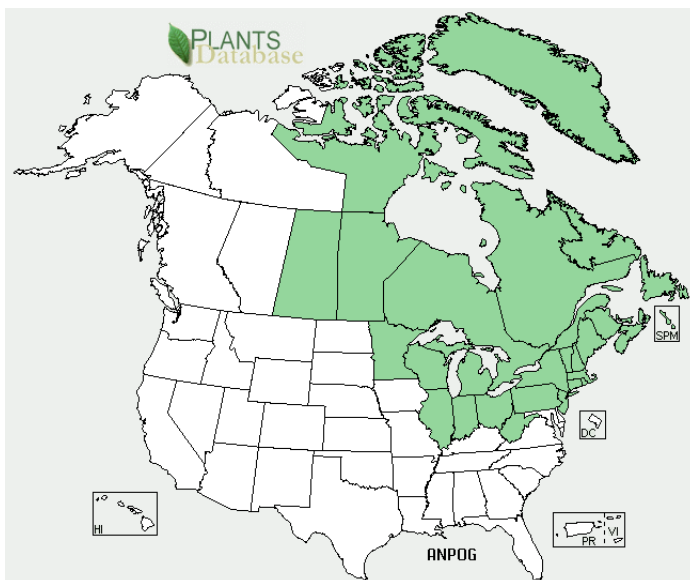 PLANTS
Database
SPM
DC
HI
PR
VI
ANPOG